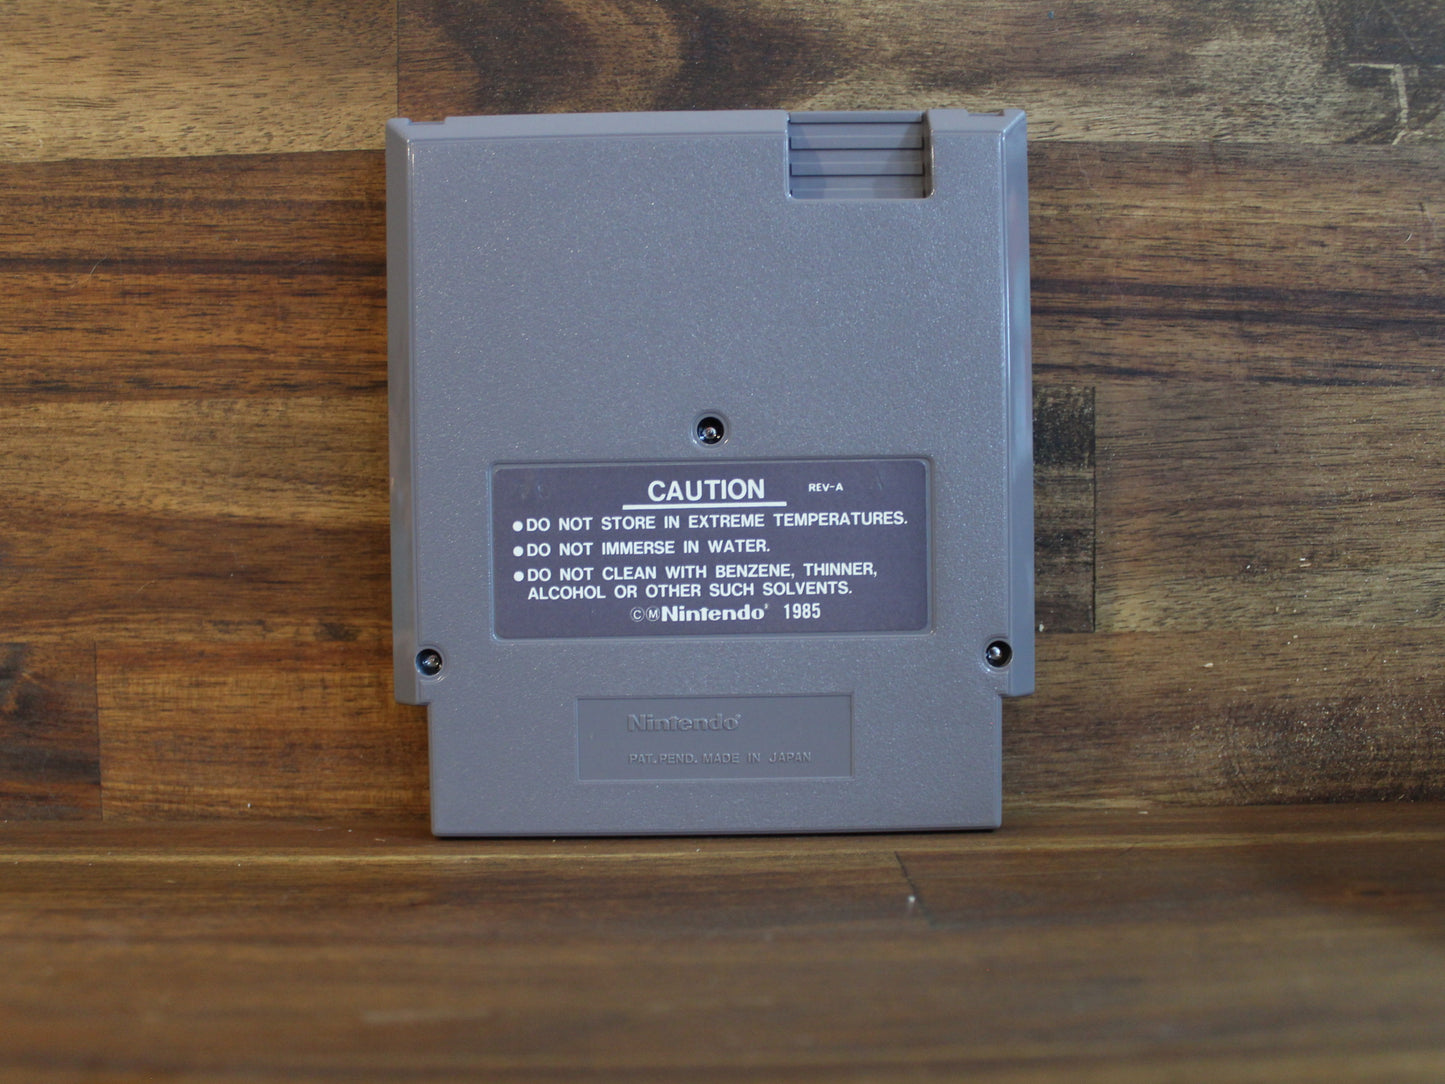 CAUTION REV-A
●DO NOT STORE IN EXTREME TEMPERATURES.
●DO NOT IMMERSE IN WATER.
●DO NOT CLEAN WITH BENZENE, THINNER,
ALCOHOL OR OTHER SUCH SOLVENTS.
ⒸⓂNintendo® 1985
Nintendo®
PAT. PEND. MADE IN JAPAN